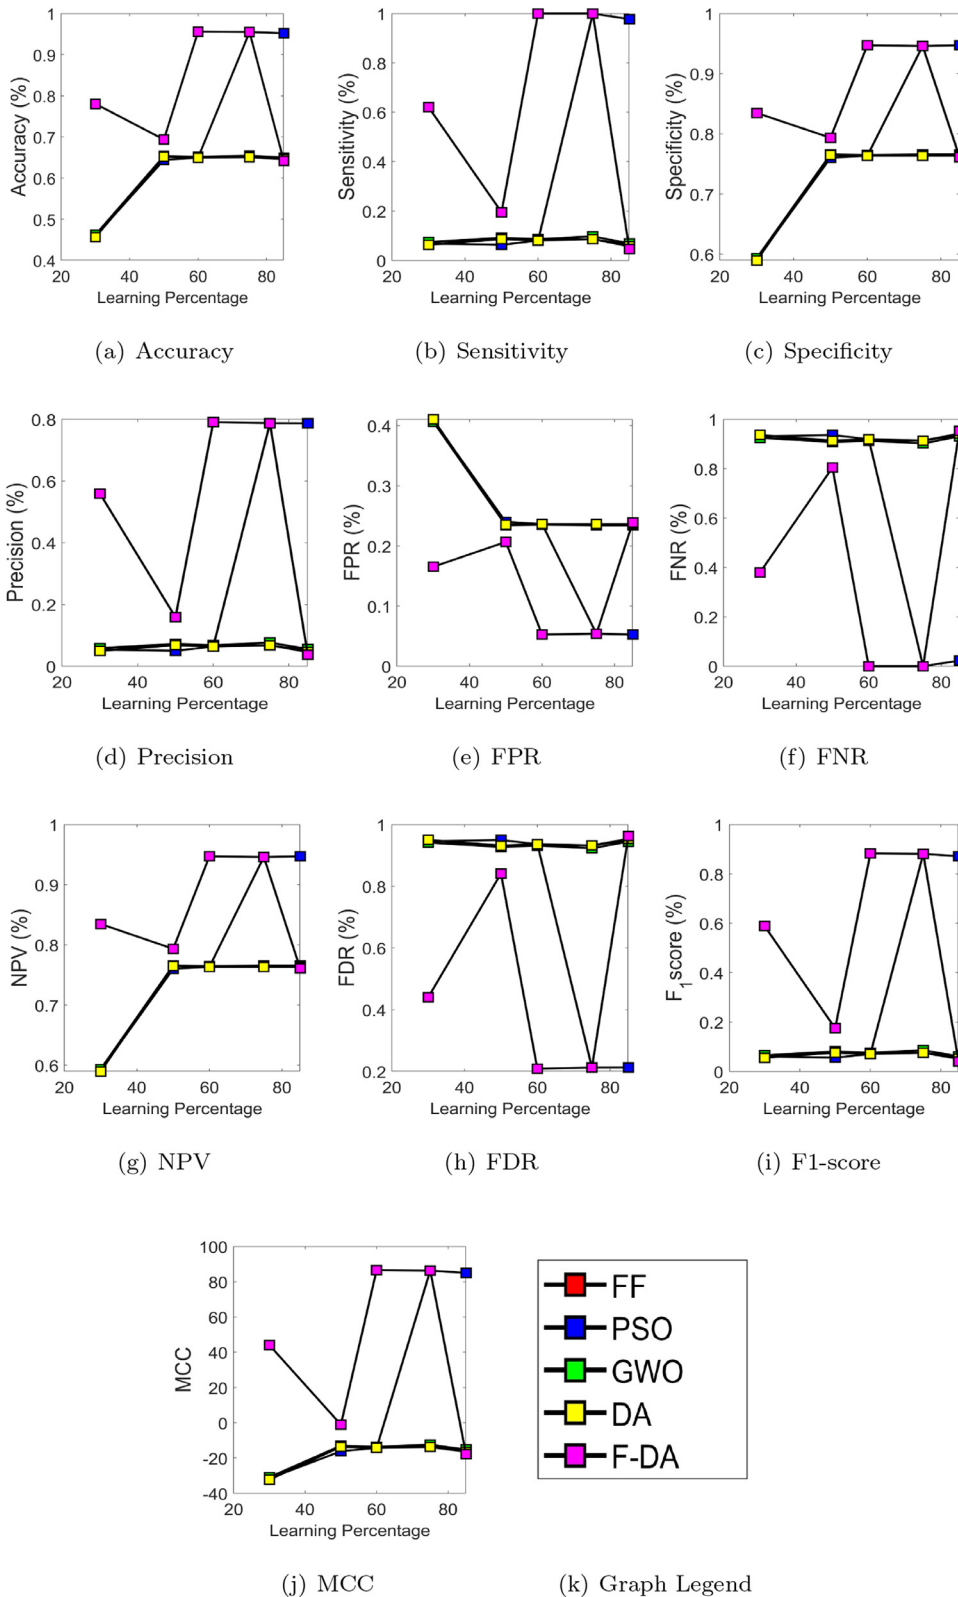 1
0.9
0.8
0.7
0.6
0.5
0.4
Accuracy (%)
20 40 60 80
Learning Percentage
(a) Accuracy
1
0.8
0.6
0.4
0.2
0
Sensitivity (%)
20 40 60 80
Learning Percentage
(b) Sensitivity
1
0.9
0.8
0.7
0.6
Specificity (%)
20 40 60 80
Learning Percentage
(c) Specificity
0.8
0.6
0.4
0.2
0
Precision (%)
20 40 60 80
Learning Percentage
(d) Precision
0.4
0.3
0.2
0.1
0
FPR (%)
20 40 60 80
Learning Percentage
(e) FPR
1
0.8
0.6
0.4
0.2
0
FNR (%)
20 40 60 80
Learning Percentage
(f) FNR
1
0.9
0.8
0.7
0.6
NPV (%)
20 40 60 80
Learning Percentage
(g) NPV
1
0.8
0.6
0.4
0.2
FDR (%)
20 40 60 80
Learning Percentage
(h) FDR
1
0.8
0.6
0.4
0.2
0
F1 score (%)
20 40 60 80
Learning Percentage
(i) F1-score
100
80
60
40
20
0
-20
-40
MCC
20 40 60 80
Learning Percentage
(j) MCC
FF
PSO
GWO
DA
F-DA
(k) Graph Legend